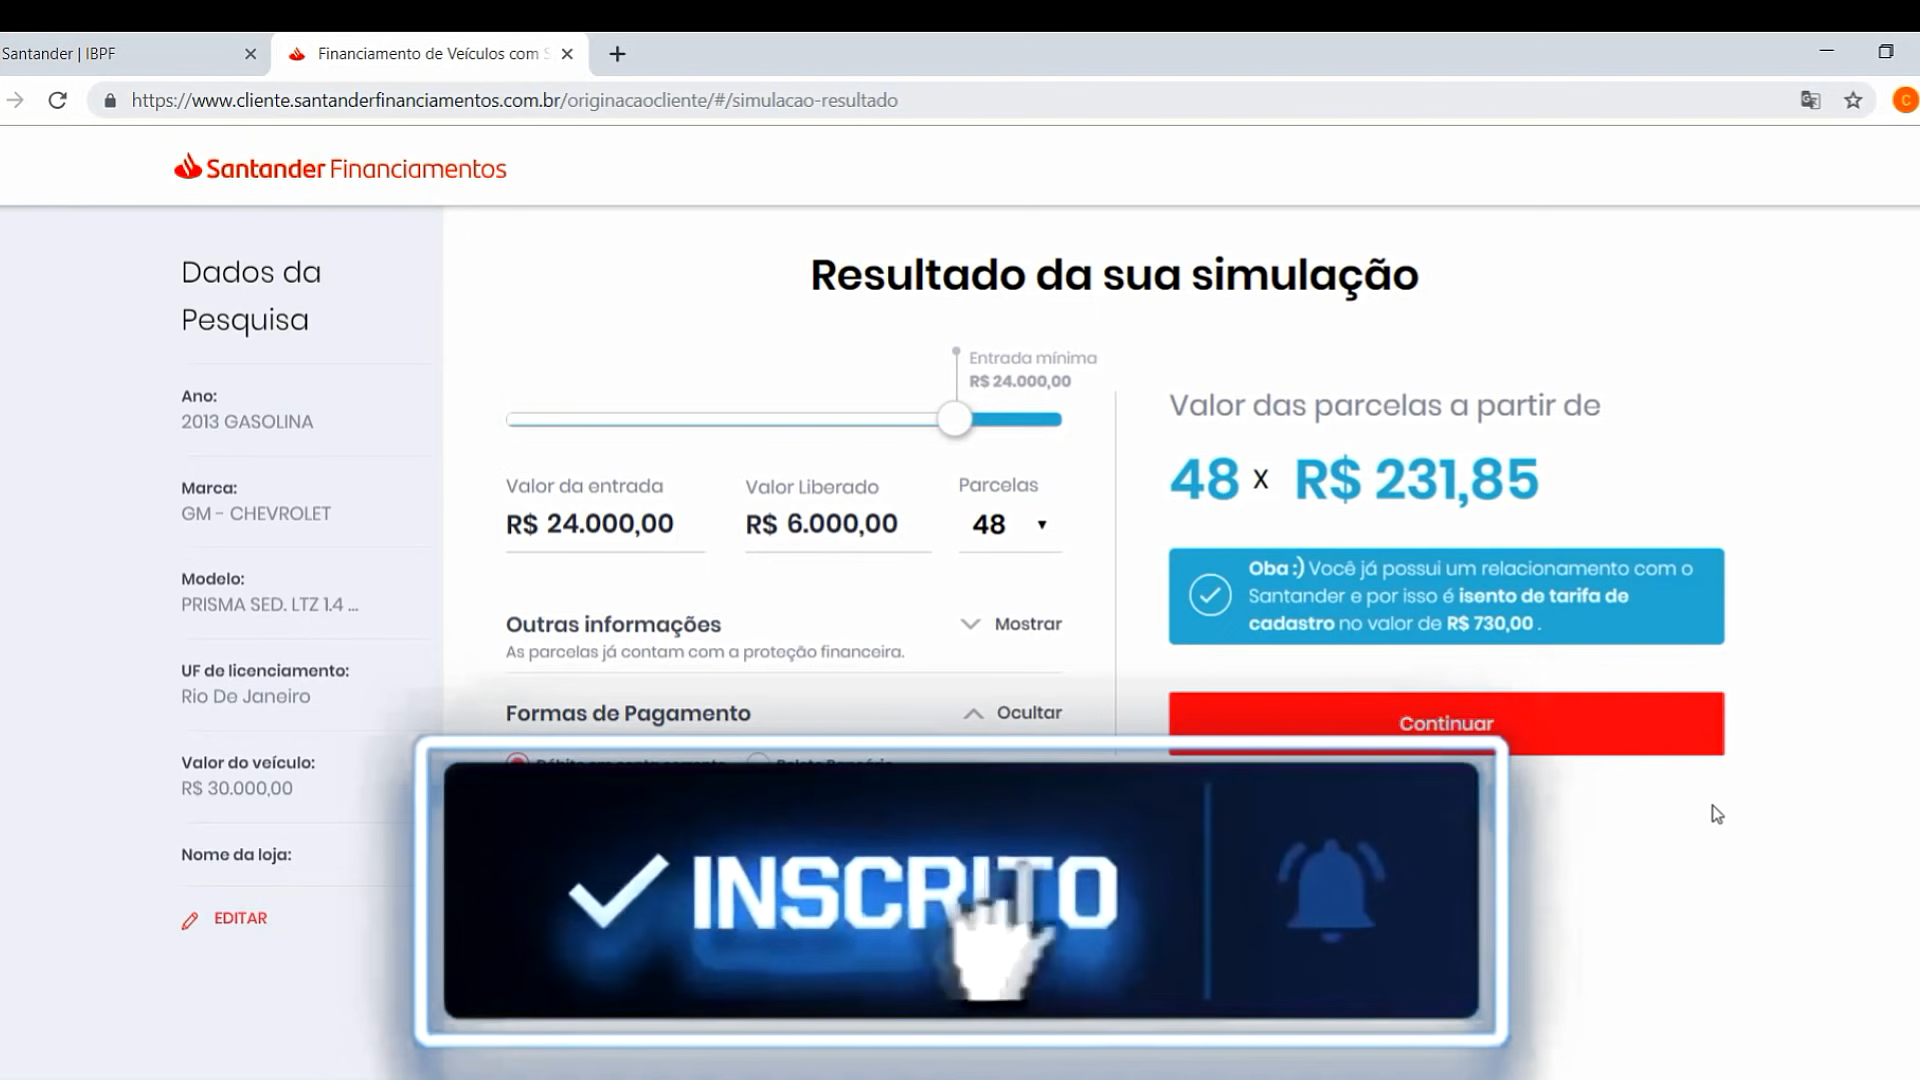 Santander | IBPF
Financiamento de Veículos com S
https://www.cliente.santanderfinanciamentos.com.br/originacaocliente/#/simulacao-resultado
C
Santander Financiamentos
Dados da
Pesquisa
Ano:
2013 GASOLINA
Marca:
GM - CHEVROLET
Modelo:
PRISMA SED. LTZ 1.4 ...
UF de licenciamento:
Rio De Janeiro
Valor do veículo:
R$ 30.000,00
Nome da loja:
EDITAR
Resultado da sua simulação
Entrada mínima
R$ 24.000,00
Valor da entrada
R$ 24.000,00
Valor Liberado
R$ 6.000,00
Parcelas
48
Outras informações
Mostrar
As parcelas já contam com a proteção financeira.
Formas de Pagamento
Ocultar
Valor das parcelas a partir de
48 x R$ 231,85
Oba :) Você já possui um relacionamento com o
Santander e por isso é isento de tarifa de
cadastro no valor de R$ 730,00 .
Continuar
INSCRITO